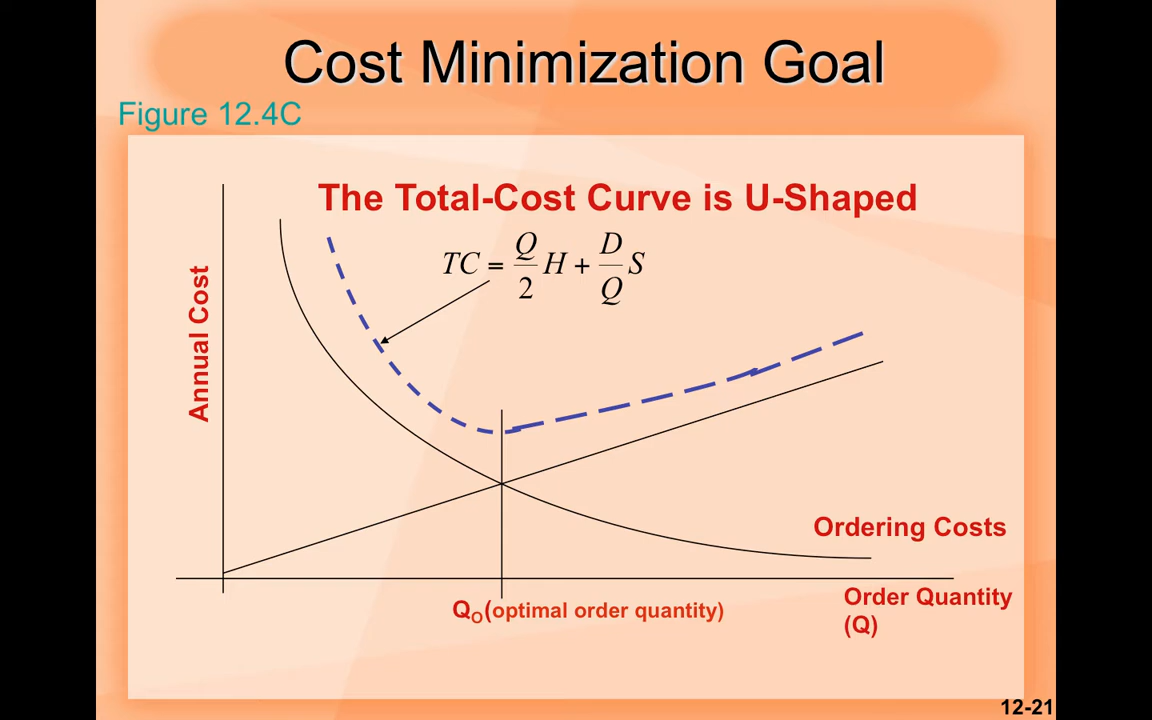 Cost Minimization Goal
Figure 12.4C
The Total-Cost Curve is U-Shaped
TC = Q/2 H + D/Q S
Annual Cost
Ordering Costs
QO (optimal order quantity)
Order Quantity
(Q)
12-21